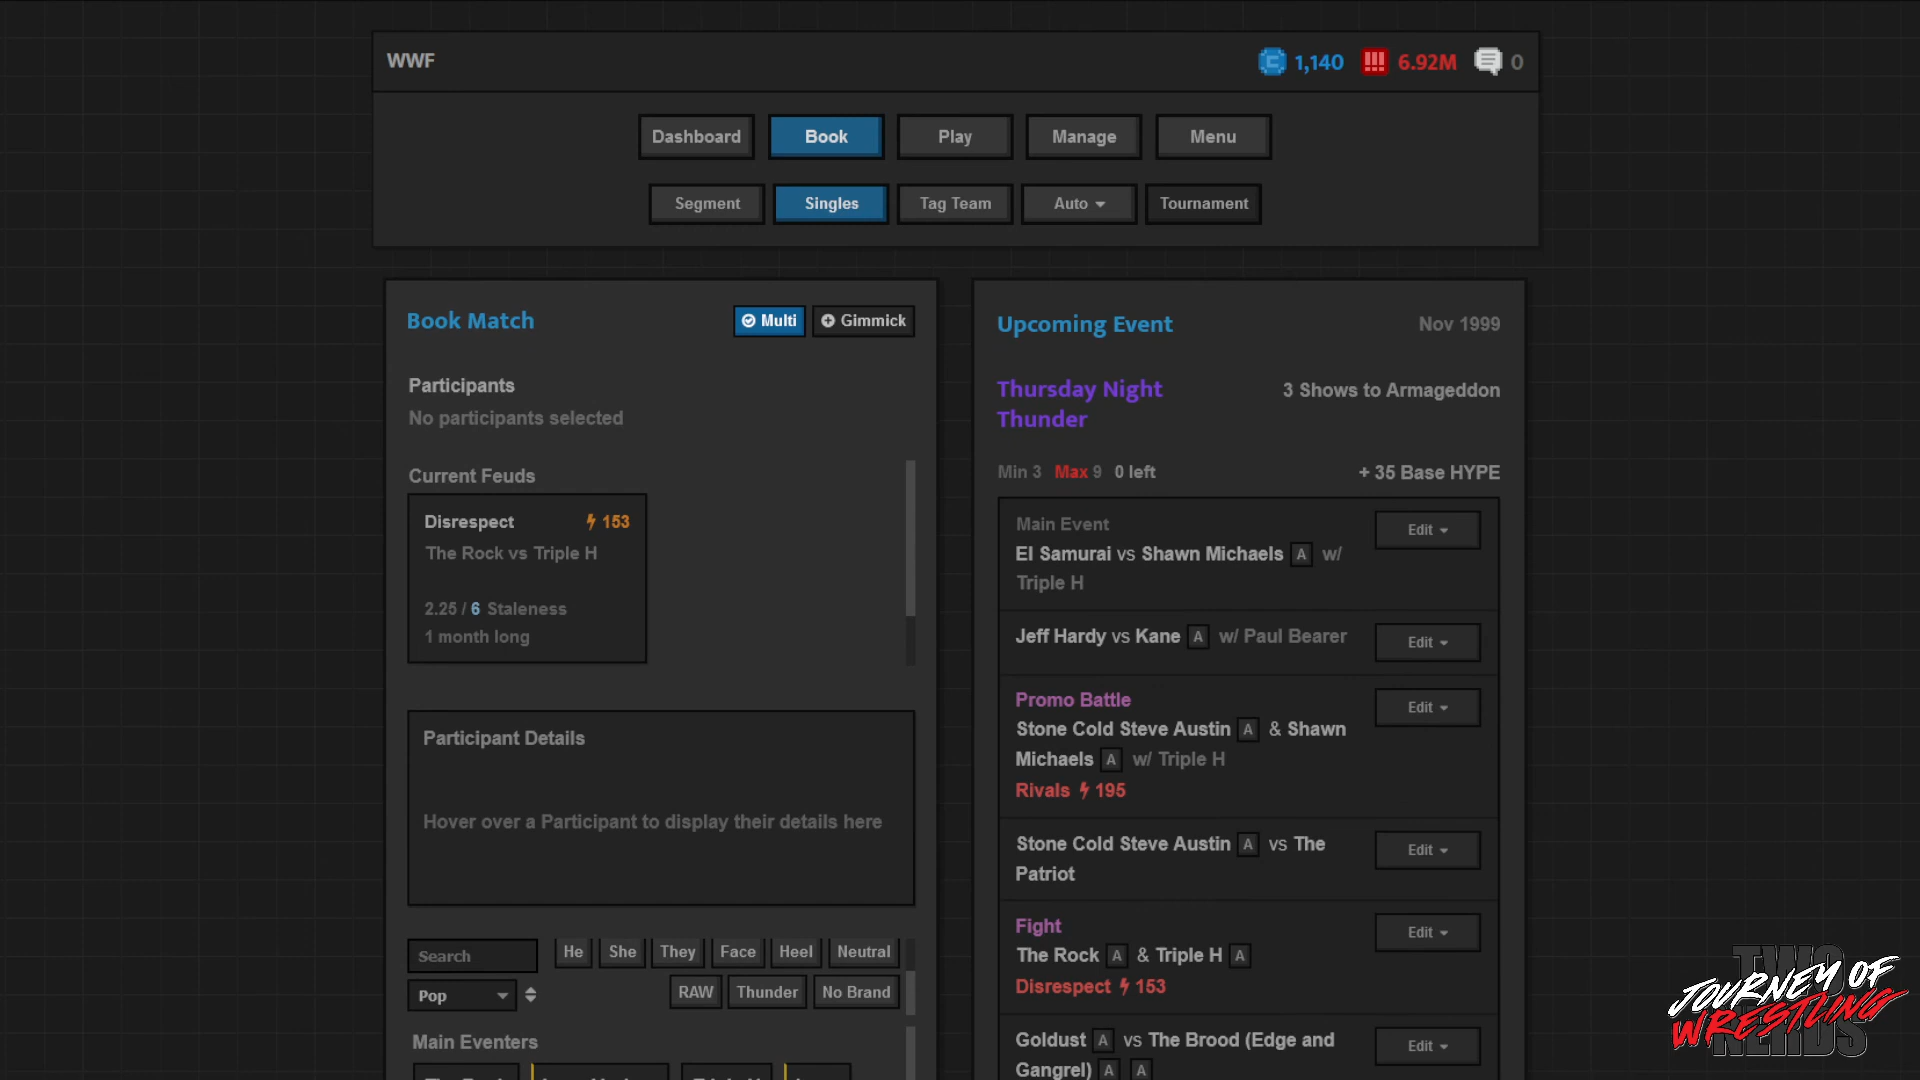 WWF
1,140
6.92M
0
Dashboard
Book
Play
Manage
Menu
Segment
Singles
Tag Team
Auto
Tournament
Book Match
Multi
Gimmick
Participants
No participants selected
Current Feuds
Disrespect
153
The Rock vs Triple H
2.25 / 6 Staleness
1 month long
Participant Details
Hover over a Participant to display their details here
Search
He
She
They
Face
Heel
Neutral
Pop
RAW
Thunder
No Brand
Main Eventers
Upcoming Event
Nov 1999
Thursday Night
Thunder
3 Shows to Armageddon
Min 3 Max 9 0 left
+ 35 Base HYPE
Main Event
El Samurai vs Shawn Michaels A w/
Triple H
Edit
Jeff Hardy vs Kane A w/ Paul Bearer
Edit
Promo Battle
Stone Cold Steve Austin A & Shawn
Michaels A w/ Triple H
Rivals 195
Edit
Stone Cold Steve Austin A vs The
Patriot
Edit
Fight
The Rock A & Triple H A
Disrespect 153
Edit
Goldust A vs The Brood (Edge and
Gangrel) A A
Edit
TWO
JOURNEY OF
WRESTLING
NERDS